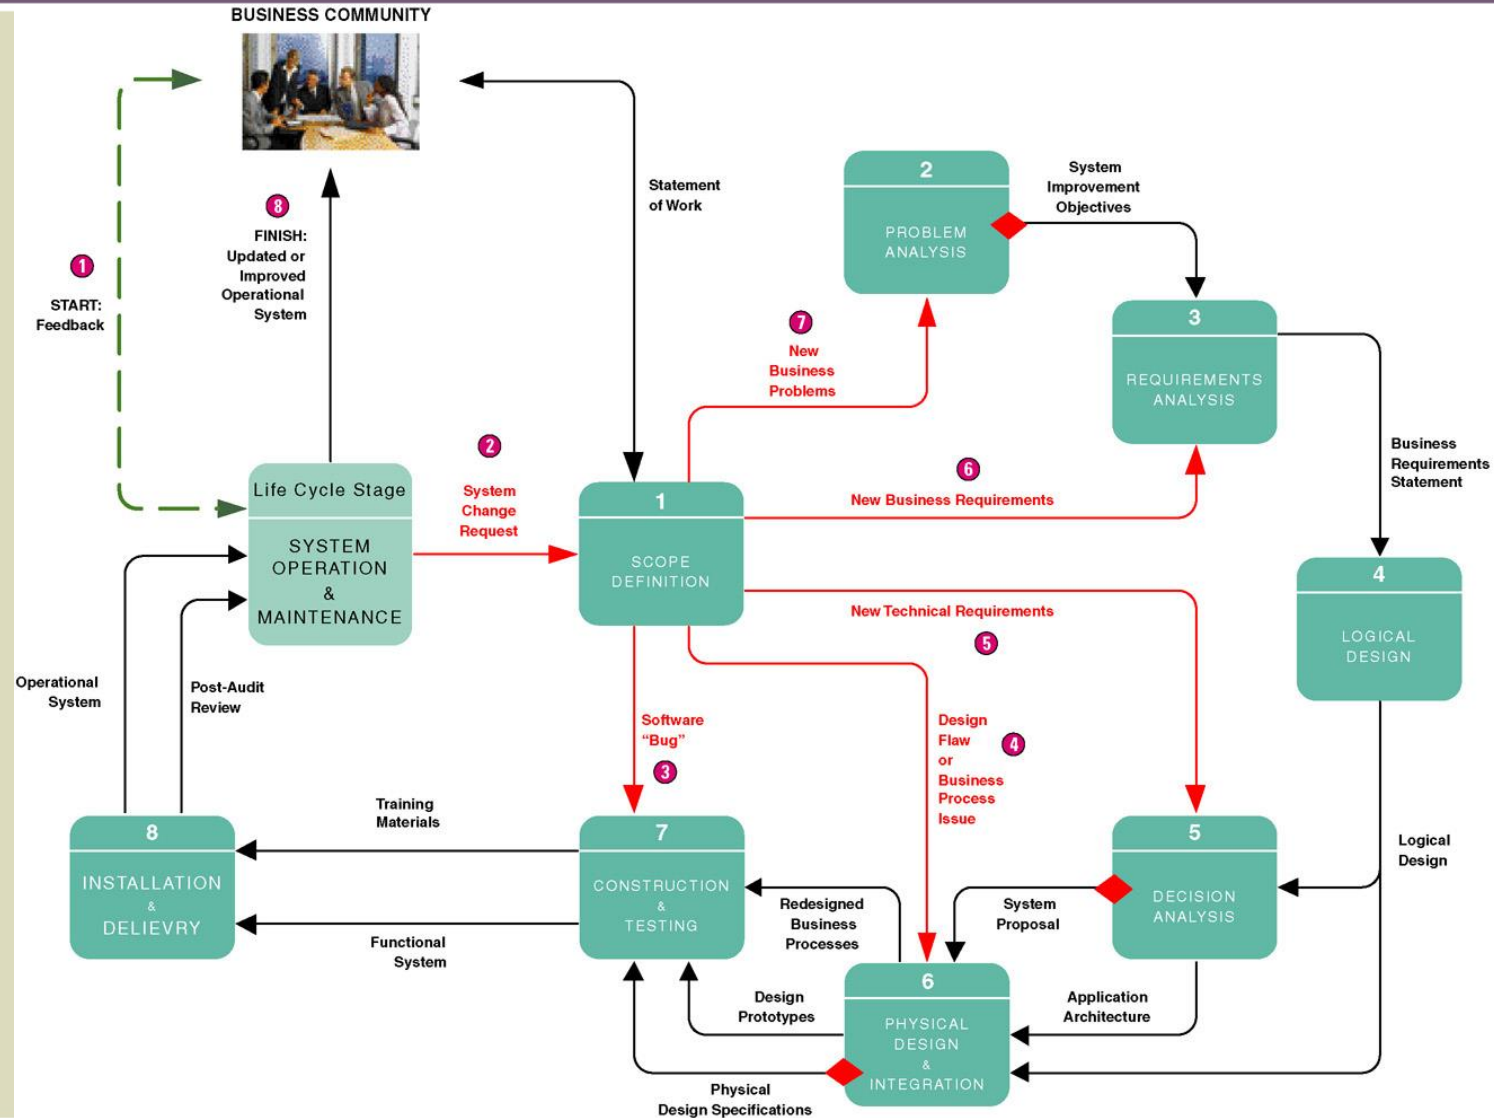 BUSINESS COMMUNITY
1
START:
Feedback
8
FINISH:
Updated or
Improved
Operational
System
Statement
of Work
2
PROBLEM
ANALYSIS
System
Improvement
Objectives
3
REQUIREMENTS
ANALYSIS
7
New
Business
Problems
Business
Requirements
Statement
Life Cycle Stage
SYSTEM
OPERATION
&
MAINTENANCE
2
System
Change
Request
1
SCOPE
DEFINITION
6
New Business Requirements
New Technical Requirements
5
4
LOGICAL
DESIGN
Operational
System
Post-Audit
Review
Software
“Bug”
3
Design
Flaw
or
Business
Process
Issue
4
Logical
Design
8
INSTALLATION
&
DELIEVRY
Training
Materials
Functional
System
7
CONSTRUCTION
&
TESTING
Redesigned
Business
Processes
System
Proposal
5
DECISION
ANALYSIS
Design
Prototypes
6
PHYSICAL
DESIGN
&
INTEGRATION
Application
Architecture
Physical
Design Specifications